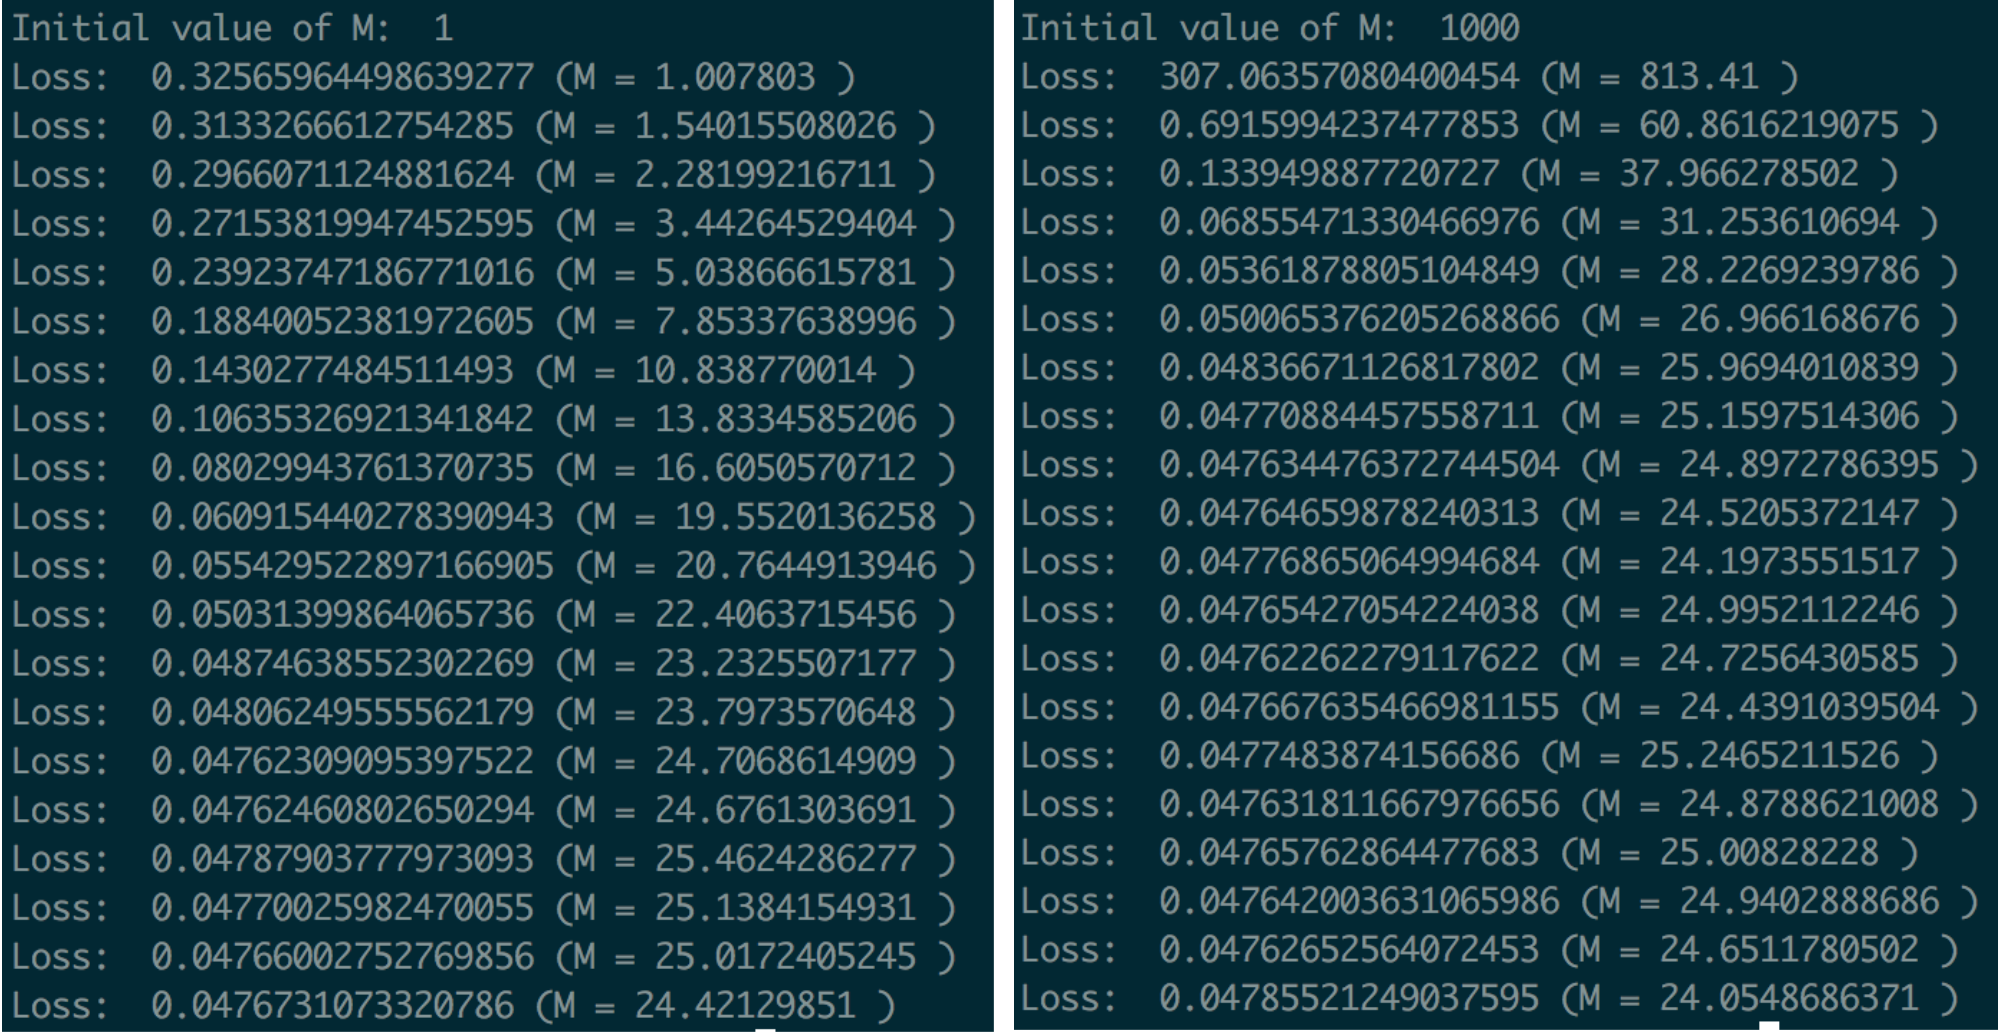 Initial value of M:  1
Loss:  0.32565964498639277 (M = 1.007803 )
Loss:  0.3133266612754285 (M = 1.54015508026 )
Loss:  0.2966071124881624 (M = 2.28199216711 )
Loss:  0.27153819947452595 (M = 3.44264529404 )
Loss:  0.23923747186771016 (M = 5.03866615781 )
Loss:  0.18840052381972605 (M = 7.85337638996 )
Loss:  0.1430277484511493 (M = 10.838770014 )
Loss:  0.10635326921341842 (M = 13.8334585206 )
Loss:  0.08029943761370735 (M = 16.6050570712 )
Loss:  0.060915440278390943 (M = 19.5520136258 )
Loss:  0.055429522897166905 (M = 20.7644913946 )
Loss:  0.05031399864065736 (M = 22.4063715456 )
Loss:  0.04874638552302269 (M = 23.2325507177 )
Loss:  0.04806249555562179 (M = 23.7973570648 )
Loss:  0.04762309095397522 (M = 24.7068614909 )
Loss:  0.04762460802650294 (M = 24.6761303691 )
Loss:  0.04787903777973093 (M = 25.4624286277 )
Loss:  0.04770025982470055 (M = 25.1384154931 )
Loss:  0.04766002752769856 (M = 25.0172405245 )
Loss:  0.0476731073320786 (M = 24.42129851 )
Initial value of M:  1000
Loss:  307.06357080400454 (M = 813.41 )
Loss:  0.6915994237477853 (M = 60.8616219075 )
Loss:  0.133949887720727 (M = 37.966278502 )
Loss:  0.06855471330466976 (M = 31.253610694 )
Loss:  0.05361878805104849 (M = 28.2269239786 )
Loss:  0.050065376205268866 (M = 26.966168676 )
Loss:  0.04836671126817802 (M = 25.9694010839 )
Loss:  0.04770884457558711 (M = 25.1597514306 )
Loss:  0.047634476372744504 (M = 24.8972786395 )
Loss:  0.04764659878240313 (M = 24.5205372147 )
Loss:  0.04776865064994684 (M = 24.1973551517 )
Loss:  0.04765427054224038 (M = 24.9952112246 )
Loss:  0.04762262279117622 (M = 24.7256430585 )
Loss:  0.047667635466981155 (M = 24.4391039504 )
Loss:  0.0477483874156686 (M = 25.2465211526 )
Loss:  0.047631811667976656 (M = 24.8788621008 )
Loss:  0.04765762864477683 (M = 25.00828228 )
Loss:  0.047642003631065986 (M = 24.9402888686 )
Loss:  0.04762652564072453 (M = 24.6511780502 )
Loss:  0.04785521249037595 (M = 24.0548686371 )